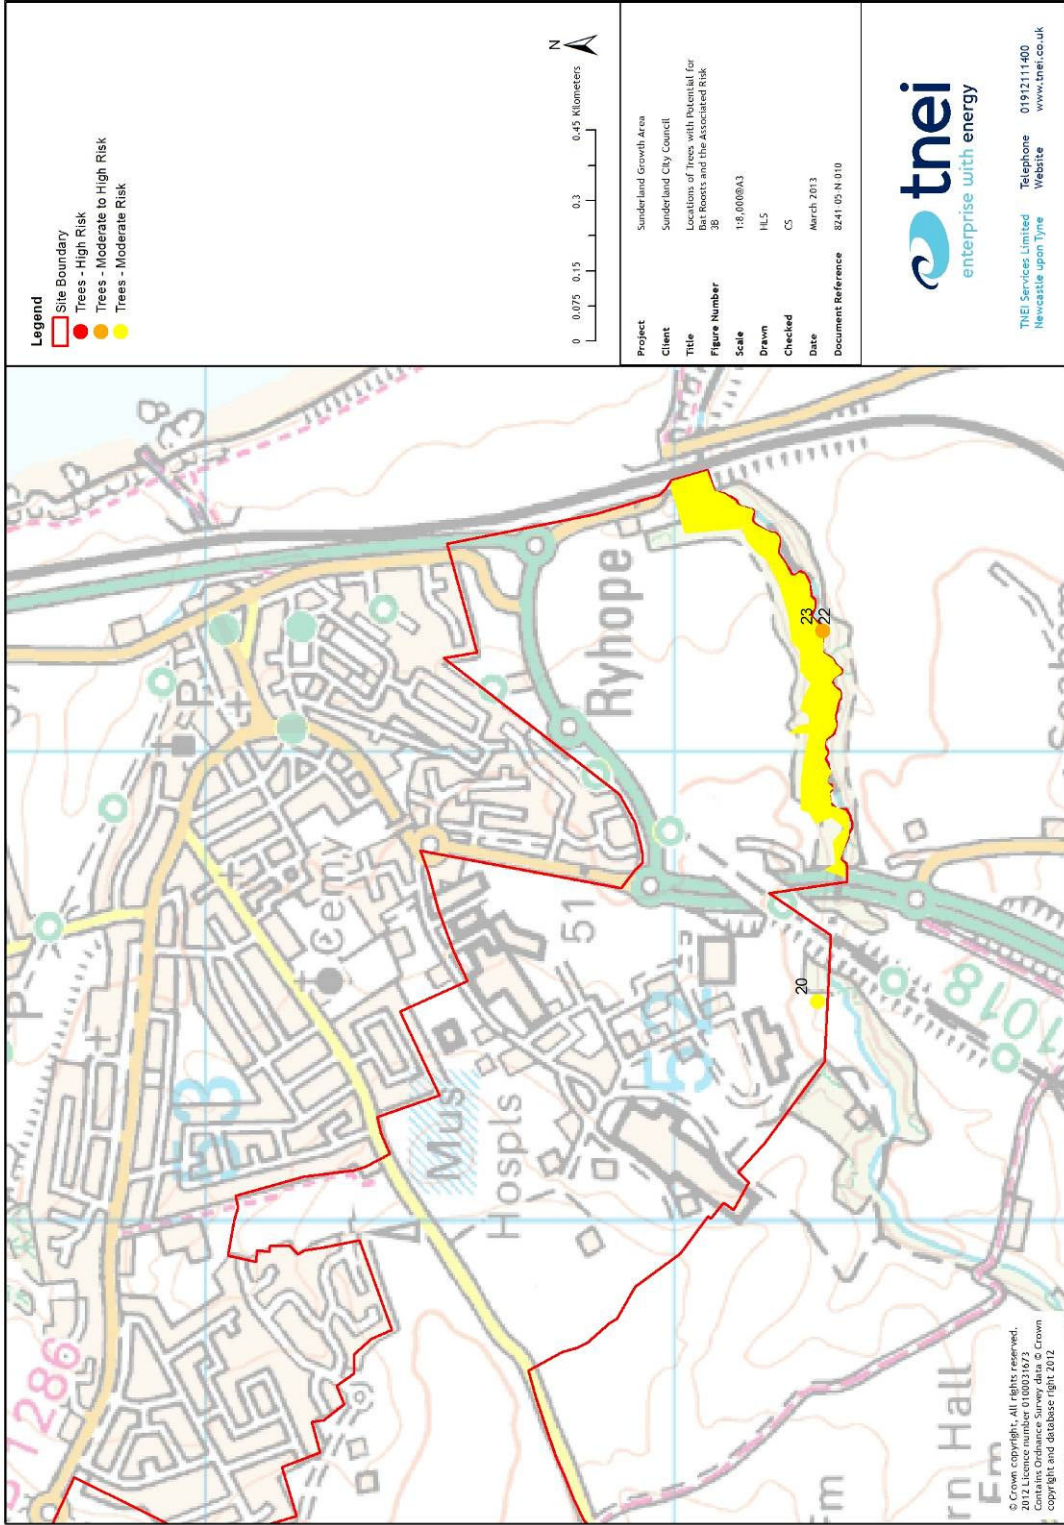 Legend
Site Boundary
Trees - High Risk
Trees - Moderate to High Risk
Trees - Moderate Risk
N
0 0.075 0.15 0.3 0.45 Kilometers
Project Sunderland Growth Area
Client Sunderland City Council
Title Locations of Trees with Potential for
Bat Roosts and the Associated Risk
Figure Number 3B
Scale 1:8,000@A3
Drawn HLS
Checked CS
Date March 2013
Document Reference 8241-05-N-010
tnei
enterprise with energy
TNEI Services Limited Telephone 01912111400
Newcastle upon Tyne Website www.tnei.co.uk
1286
P
P
53
Cemy
Mus
Hospls
51
52
Ryhope
20
23
22
1018
rn Hall
Fm
© Crown copyright, All rights reserved.
2012 Licence number 0100031673
Contains Ordnance Survey data © Crown
copyright and database right 2012